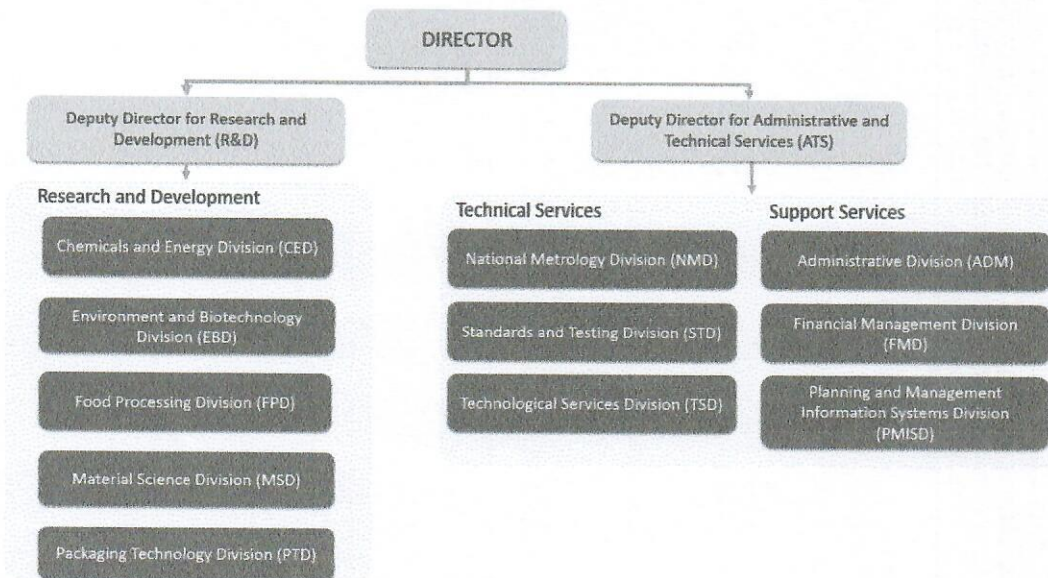 DIRECTOR
Deputy Director for Research and
Development (R&D)
Deputy Director for Administrative and
Technical Services (ATS)
Research and Development
Chemicals and Energy Division (CED)
Environment and Biotechnology
Division (EBD)
Food Processing Division (FPD)
Material Science Division (MSD)
Packaging Technology Division (PTD)
Technical Services
National Metrology Division (NMD)
Standards and Testing Division (STD)
Technological Services Division (TSD)
Support Services
Administrative Division (ADM)
Financial Management Division
(FMD)
Planning and Management
Information Systems Division
(PMISD)